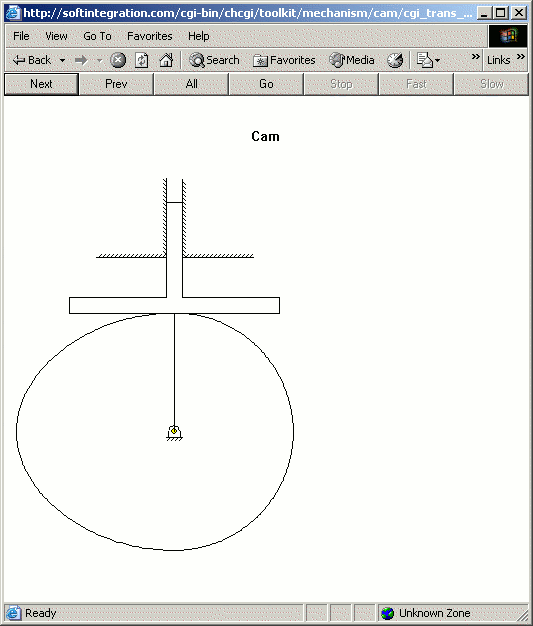 http://softintegration.com/cgi-bin/chcgi/toolkit/mechanism/cam/cgi_trans_...
File View Go To Favorites Help
Back Search Favorites Media » Links »
Next Prev All Go Stop Fast Slow
Cam
Ready Unknown Zone